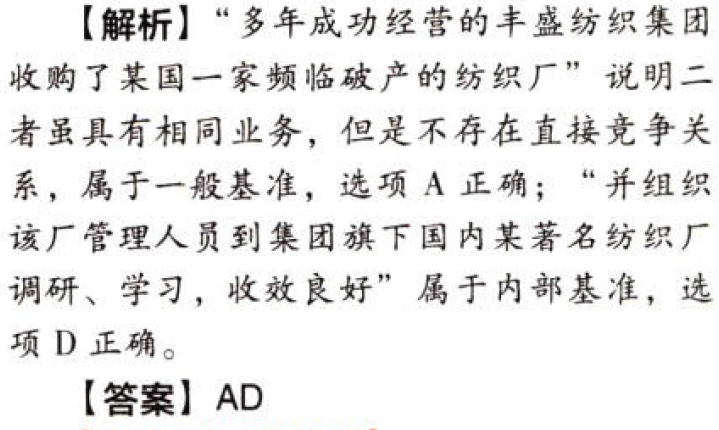 【解析】“多年成功经营的丰盛纺织集团
收购了某国一家频临破产的纺织厂”说明二
者虽具有相同业务，但是不存在直接竞争关
系，属于一般基准，选项 A 正确；“并组织
该厂管理人员到集团旗下国内某著名纺织厂
调研、学习，收效良好”属于内部基准，选
项 D 正确。
【答案】AD